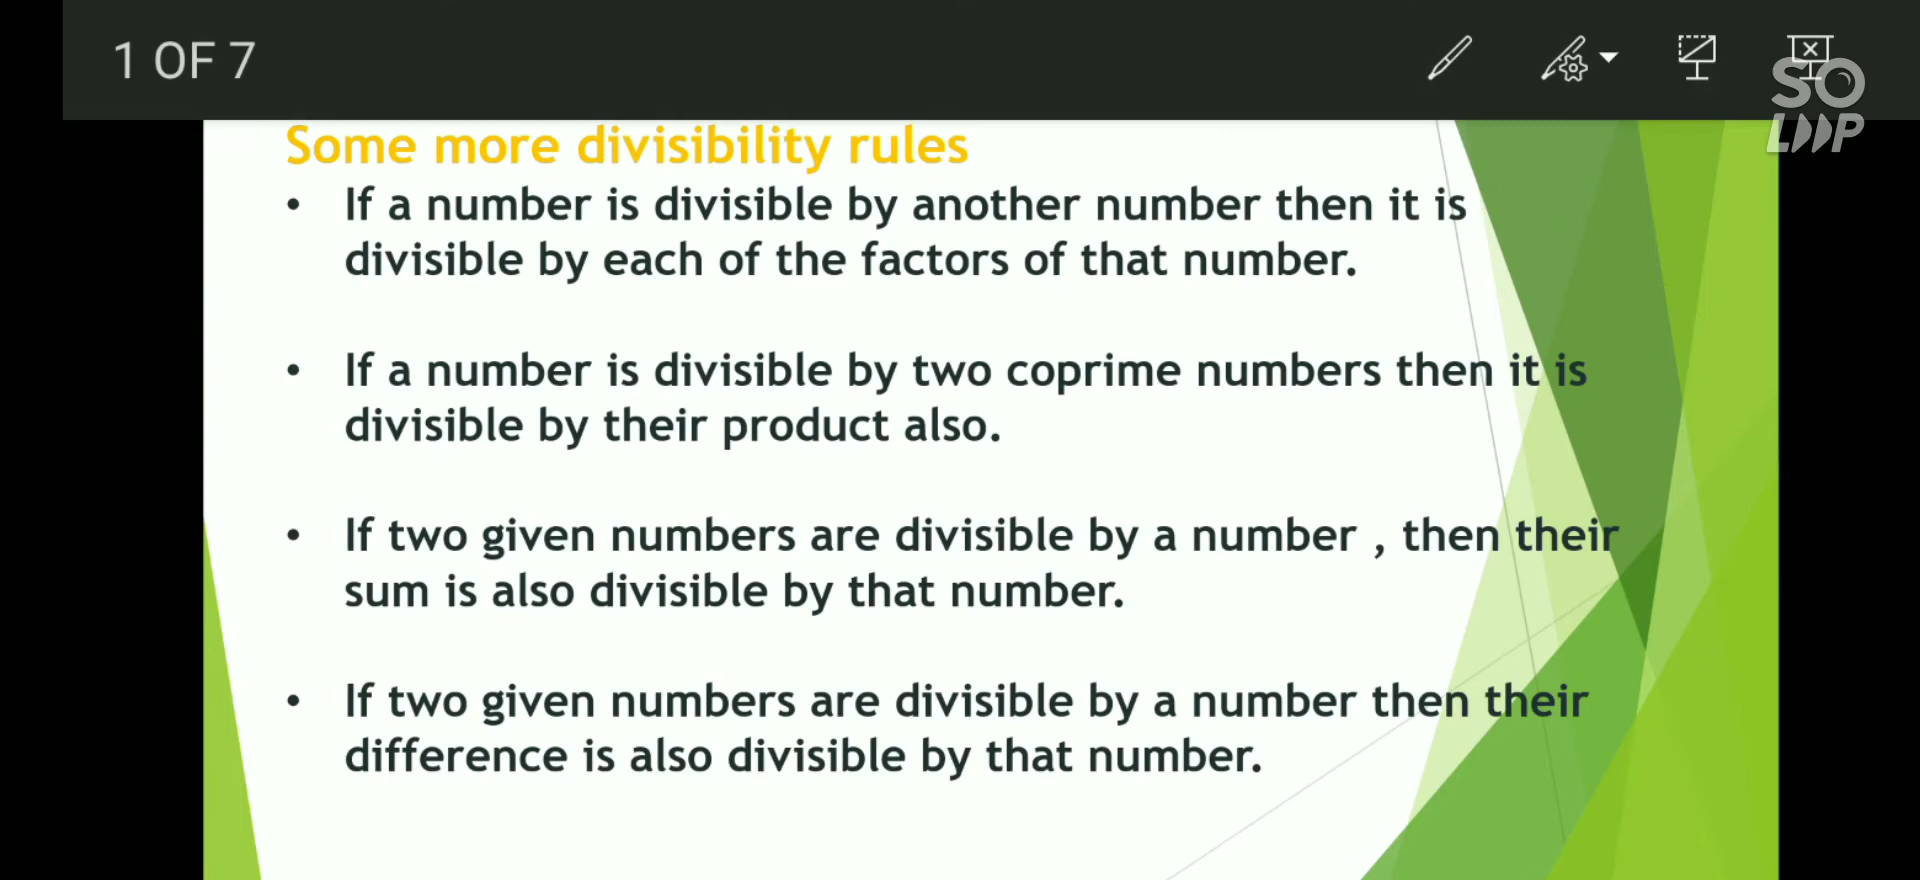 1 OF 7
SO
LOOP
Some more divisibility rules
• If a number is divisible by another number then it is
divisible by each of the factors of that number.
• If a number is divisible by two coprime numbers then it is
divisible by their product also.
• If two given numbers are divisible by a number , then their
sum is also divisible by that number.
• If two given numbers are divisible by a number then their
difference is also divisible by that number.